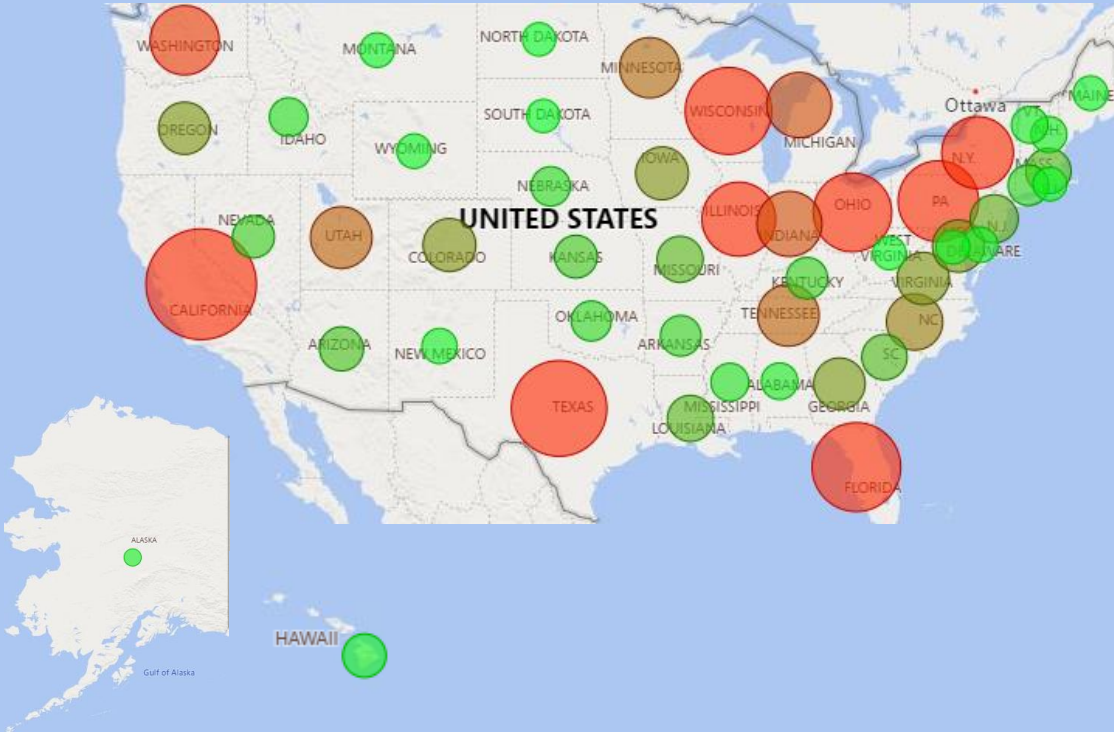 WASHINGTON
MONTANA
NORTH DAKOTA
MINNESOTA
OREGON
IDAHO
SOUTH DAKOTA
WISCONSIN
MICHIGAN
Ottawa
MAINE
VT.
N.H.
WYOMING
IOWA
N.Y.
MASS.
NEBRASKA
NEVADA
UTAH
COLORADO
UNITED STATES
KANSAS
MISSOURI
ILLINOIS
INDIANA
OHIO
PA
N.J.
WEST
VIRGINIA
DELAWARE
KENTUCKY
VIRGINIA
CALIFORNIA
ARIZONA
NEW MEXICO
OKLAHOMA
ARKANSAS
TENNESSEE
NC
SC
TEXAS
LOUISIANA
MISSISSIPPI
ALABAMA
GEORGIA
FLORIDA
ALASKA
Gulf of Alaska
HAWAII